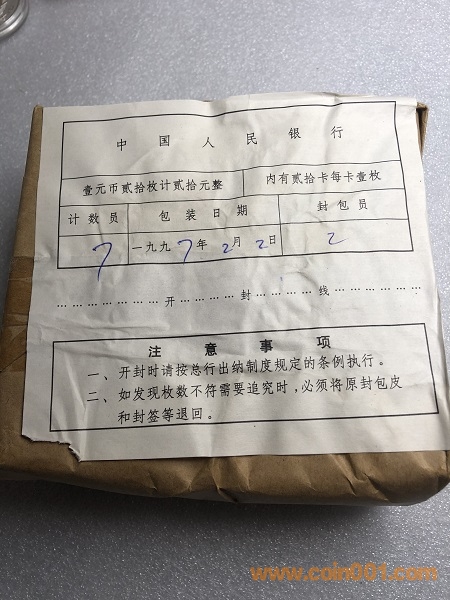 中国人民银行
壹元币贰拾枚计贰拾元整 内有贰拾卡每卡壹枚
计数员 包装日期 封包员
7 一九九7年2月2日 2
………………开…………封…………线………………
注意事项
一、开封时请按总行出纳制度规定的条例执行。
二、如发现枚数不符需要追究时,必须将原封包皮
和封签等退回。
www.coin001.com